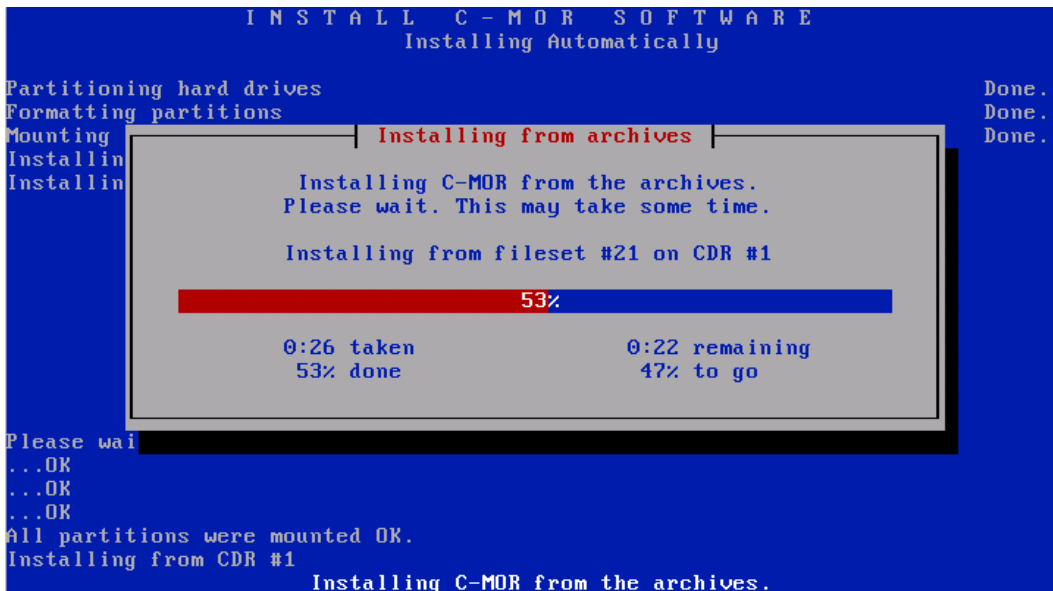 I N S T A L L   C - M O R   S O F T W A R E
Installing Automatically
Partitioning hard drives Done.
Formatting partitions Done.
Mounting Done.
Installin
Installin
Installing from archives
Installing C-MOR from the archives.
Please wait. This may take some time.
Installing from fileset #21 on CDR #1
53%
0:26 taken 0:22 remaining
53% done 47% to go
Please wai
...OK
...OK
...OK
All partitions were mounted OK.
Installing from CDR #1
Installing C-MOR from the archives.